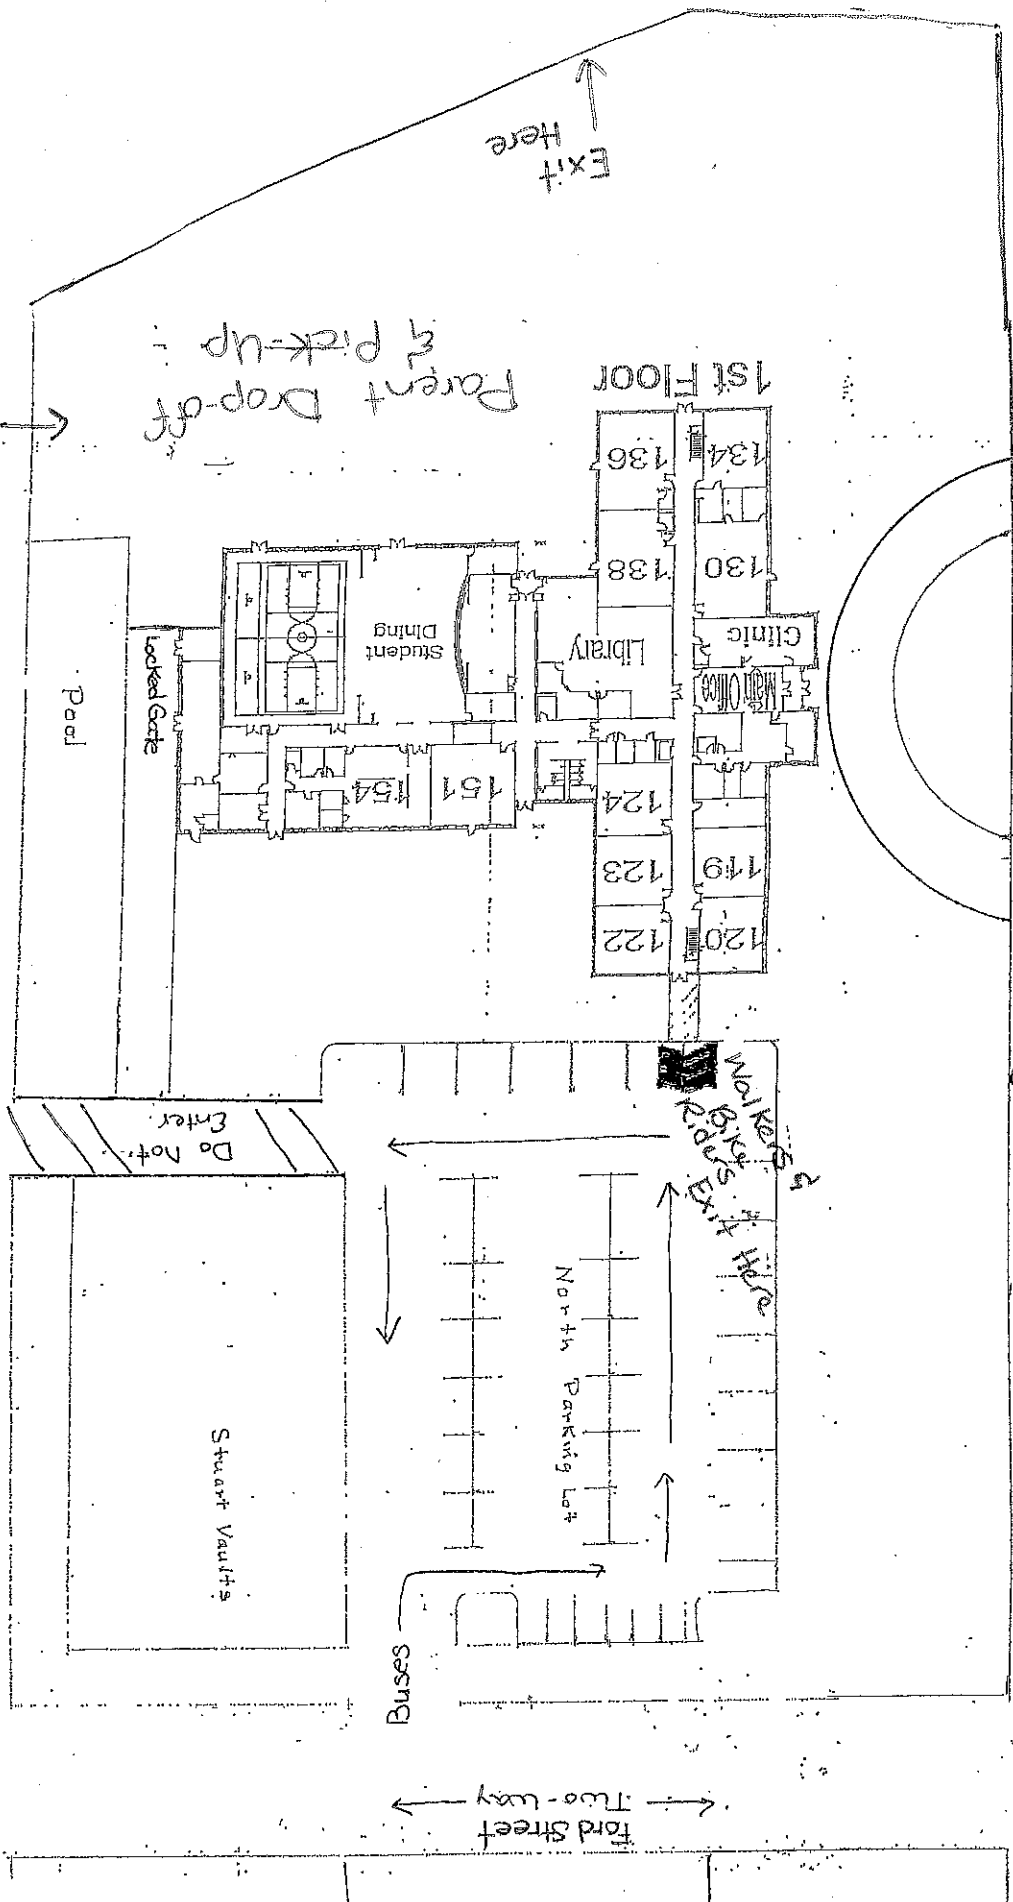 Exit
Here
Parent Drop-off
& Pick-Up
1st Floor
136
134
138
130
Library
Clinic
Main Office
Student
Dining
Locked Gate
Pool
154
151
124
123
119
122
120
Do Not
Enter
Walkers &
Bike
Riders
Exit Here
North Parking Lot
Stuart Vaults
Buses
Two-way
Ford Street